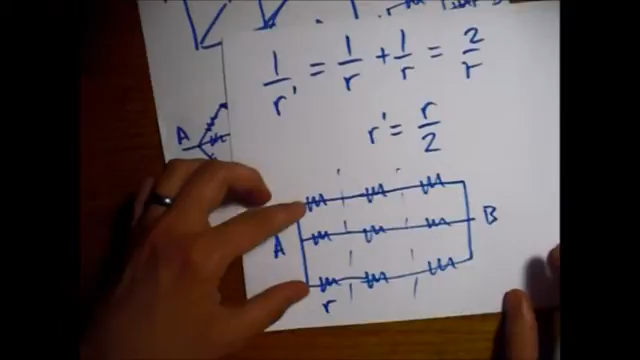 1/r' = 1/r + 1/r = 2/r
r' = r/2
A
B
A
r